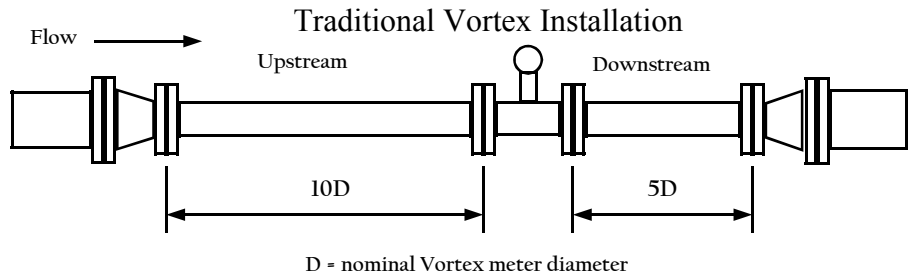 Traditional Vortex Installation
Flow
Upstream
Downstream
10D
5D
D = nominal Vortex meter diameter